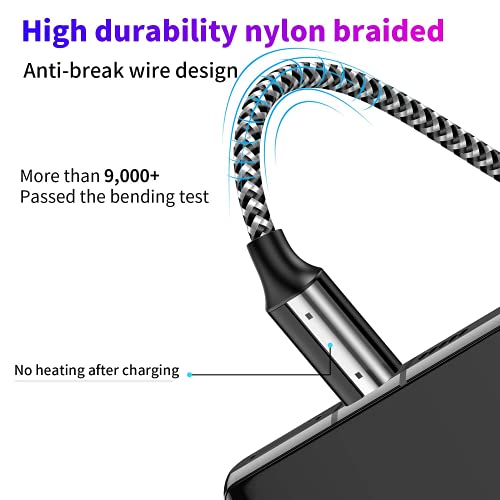 High durability nylon braided
Anti-break wire design
More than 9,000+
Passed the bending test
No heating after charging